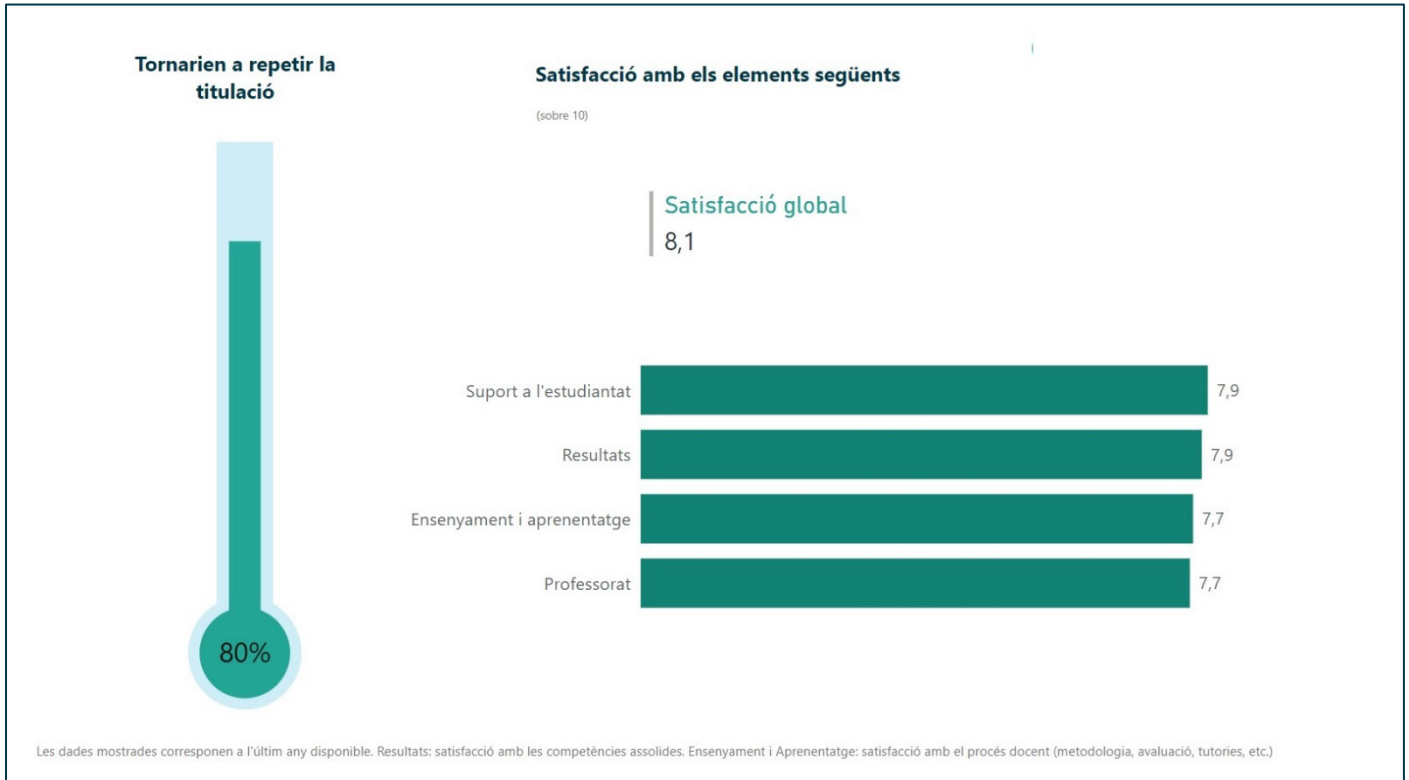 Tornarien a repetir la
titulació
Satisfacció amb els elements següents
(sobre 10)
Satisfacció global
8,1
Suport a l'estudiantat 7,9
Resultats 7,9
Ensenyament i aprenentatge 7,7
Professorat 7,7
80%
Les dades mostrades corresponen a l'últim any disponible. Resultats: satisfacció amb les competències assolides. Ensenyament i Aprenentatge: satisfacció amb el procés docent (metodologia, avaluació, tutories, etc.)